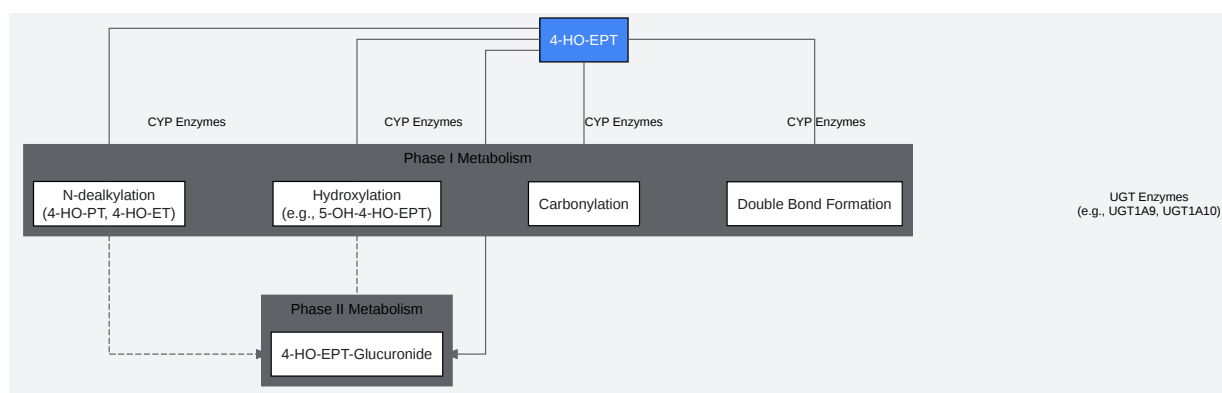 4-HO-EPT
CYP Enzymes
CYP Enzymes
CYP Enzymes
CYP Enzymes
Phase I Metabolism
N-dealkylation
(4-HO-PT, 4-HO-ET)
Hydroxylation
(e.g., 5-OH-4-HO-EPT)
Carbonylation
Double Bond Formation
UGT Enzymes
(e.g., UGT1A9, UGT1A10)
Phase II Metabolism
4-HO-EPT-Glucuronide